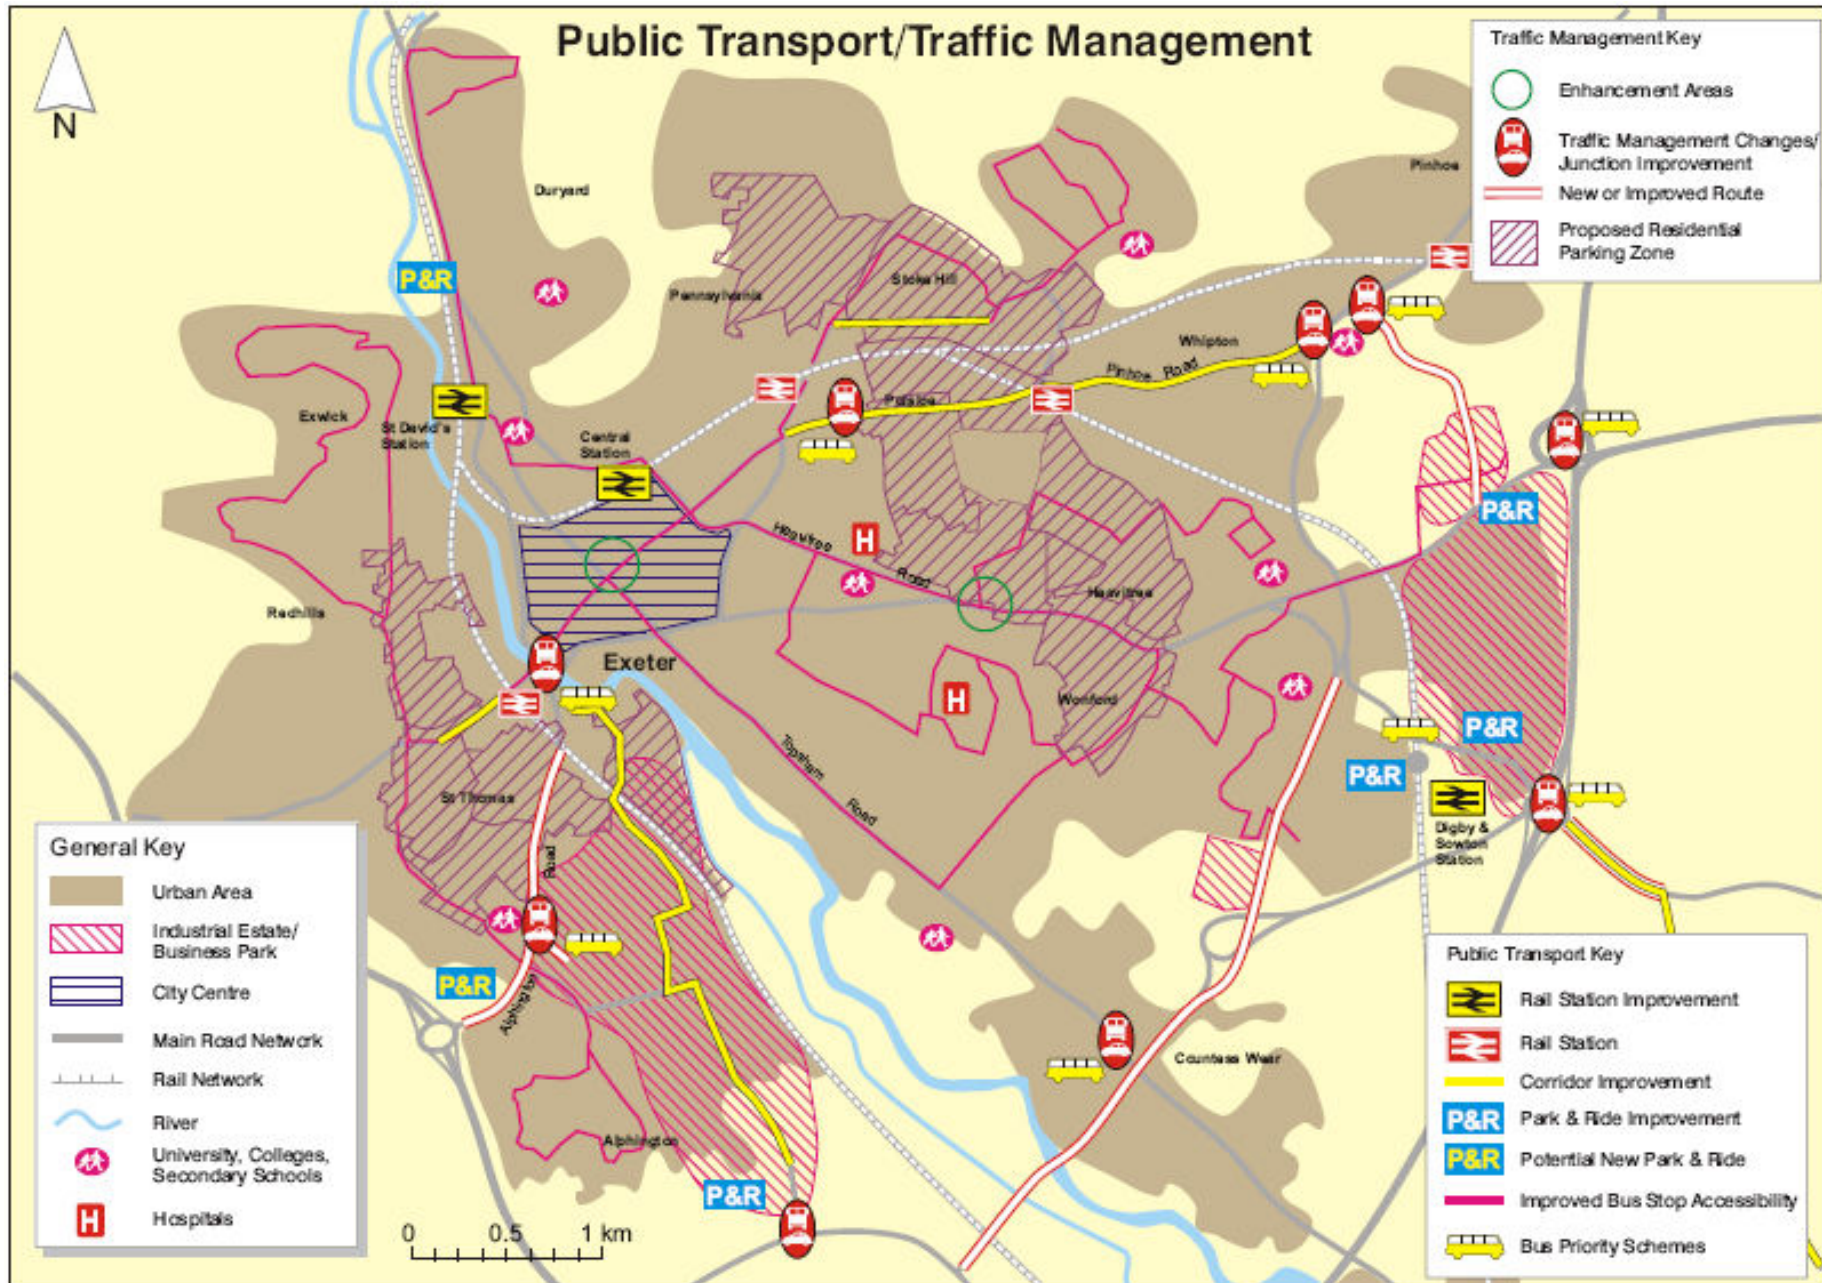 Public Transport/Traffic Management
N
Traffic Management Key
Enhancement Areas
Traffic Management Changes/
Junction Improvement
New or Improved Route
Proposed Residential
Parking Zone
Pinhoe
Duryard
P&R
Pennsylvania
Stoke Hill
Whipton
Pinhoe Road
Polsloe
Exwick
St David's
Station
Central
Station
P&R
H
Heavitree
Road
Heavitree
Redhills
Exeter
H
Wonford
P&R
P&R
Topsham
Road
St Thomas
Digby &
Sowton
Station
Road
P&R
Alphington
Countess Wear
Alphington
P&R
0 0.5 1 km
General Key
Urban Area
Industrial Estate/
Business Park
City Centre
Main Road Network
Rail Network
River
University, Colleges,
Secondary Schools
H Hospitals
Public Transport Key
Rail Station Improvement
Rail Station
Corridor Improvement
P&R Park & Ride Improvement
P&R Potential New Park & Ride
Improved Bus Stop Accessibility
Bus Priority Schemes